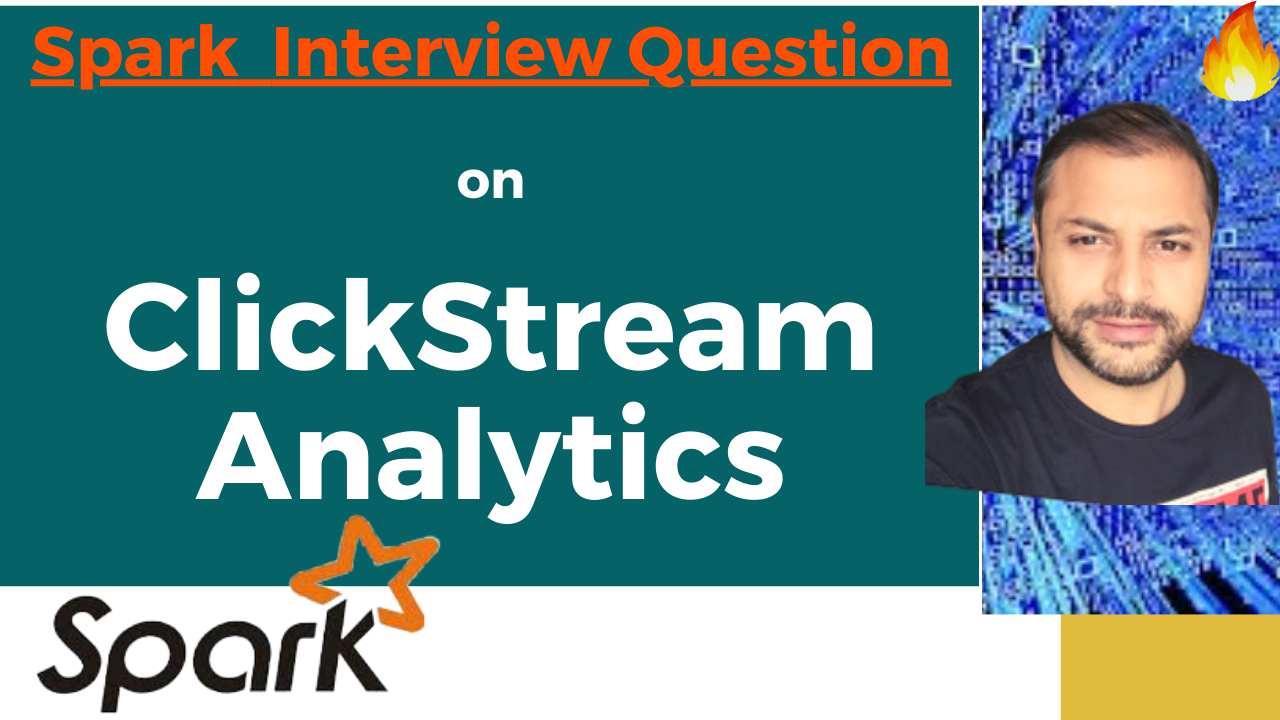 Spark Interview Question
on
ClickStream
Analytics
Spark